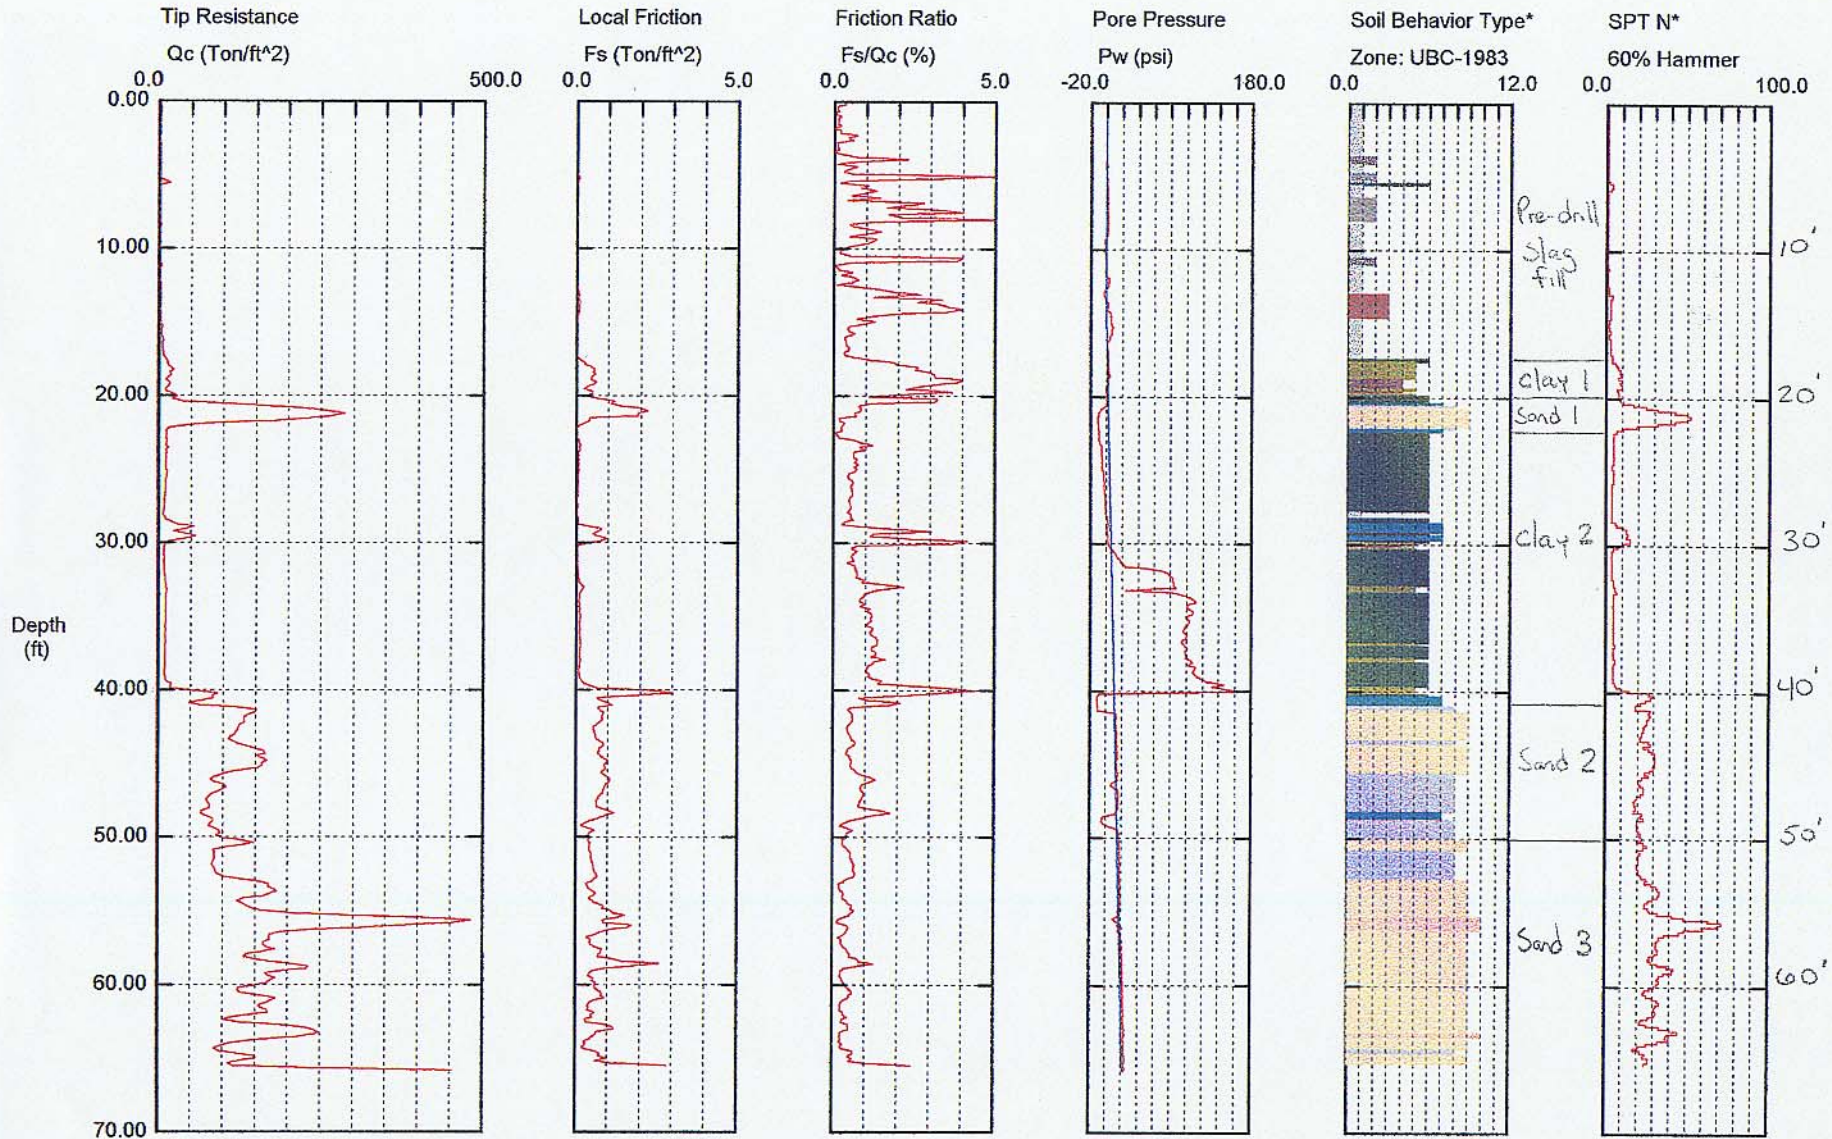 Tip Resistance
Qc (Ton/ft^2)
0.0 500.0
Local Friction
Fs (Ton/ft^2)
0.0 5.0
Friction Ratio
Fs/Qc (%)
0.0 5.0
Pore Pressure
Pw (psi)
-20.0 180.0
Soil Behavior Type*
Zone: UBC-1983
0.0 12.0
SPT N*
60% Hammer
0.0 100.0
0.00
10.00
20.00
30.00
40.00
50.00
60.00
70.00
Depth
(ft)
Pre-drill
slag
fill
Clay 1
Sand 1
Clay 2
Sand 2
Sand 3
10'
20'
30'
40'
50'
60'